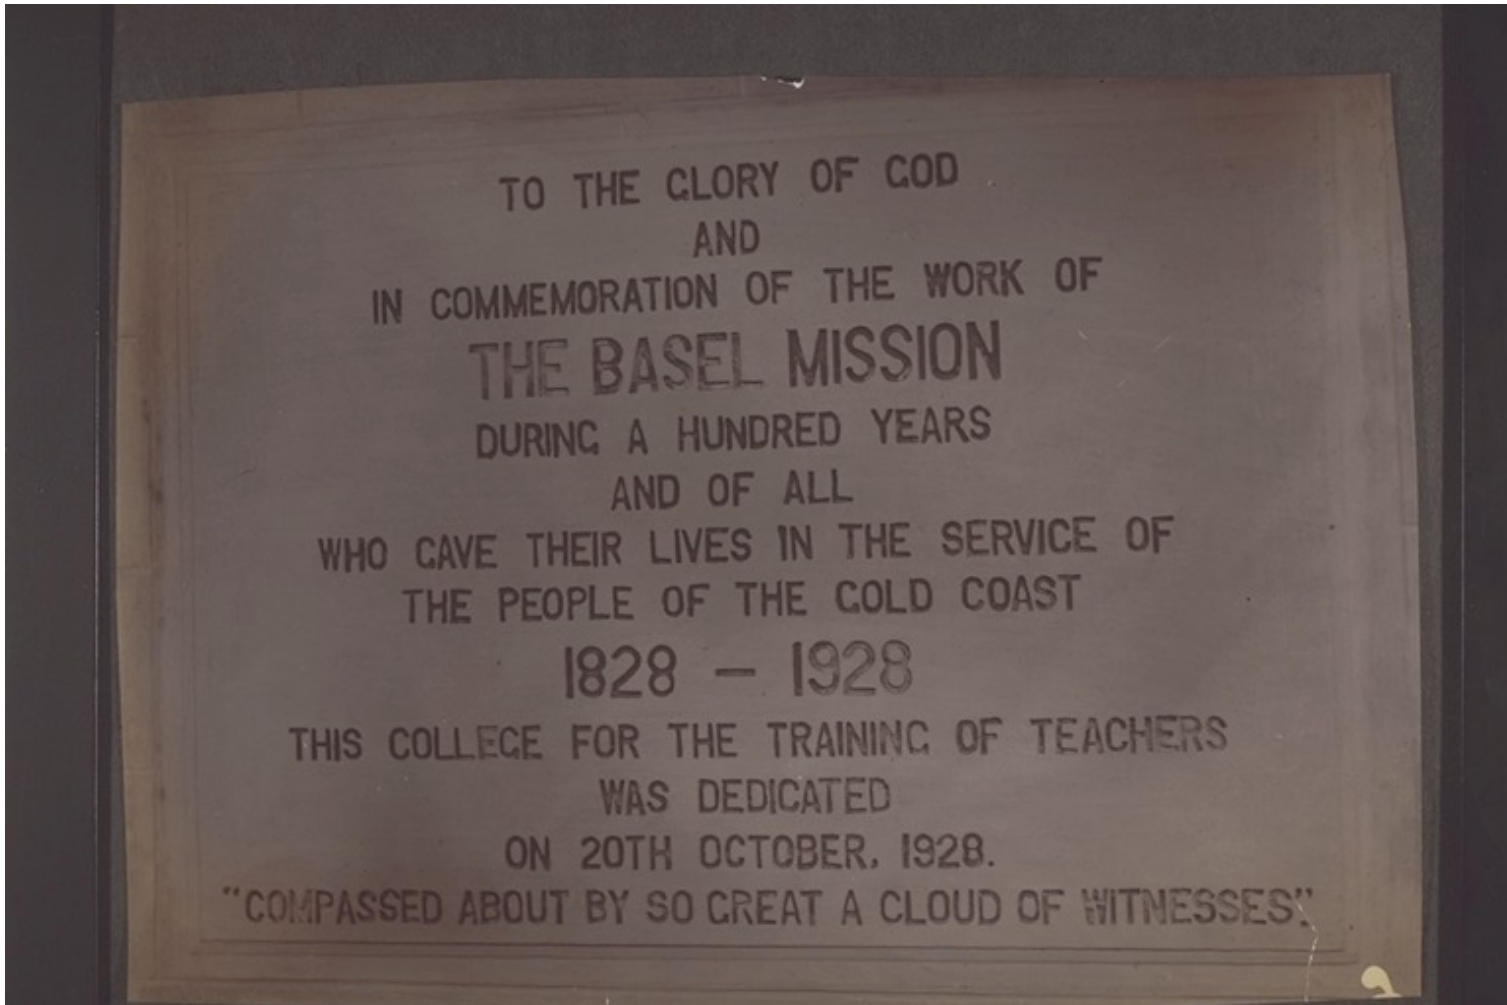 TO THE GLORY OF GOD
AND
IN COMMEMORATION OF THE WORK OF
THE BASEL MISSION
DURING A HUNDRED YEARS
AND OF ALL
WHO GAVE THEIR LIVES IN THE SERVICE OF
THE PEOPLE OF THE GOLD COAST
1828 – 1928
THIS COLLEGE FOR THE TRAINING OF TEACHERS
WAS DEDICATED
ON 20TH OCTOBER, 1928.
"COMPASSED ABOUT BY SO GREAT A CLOUD OF WITNESSES".